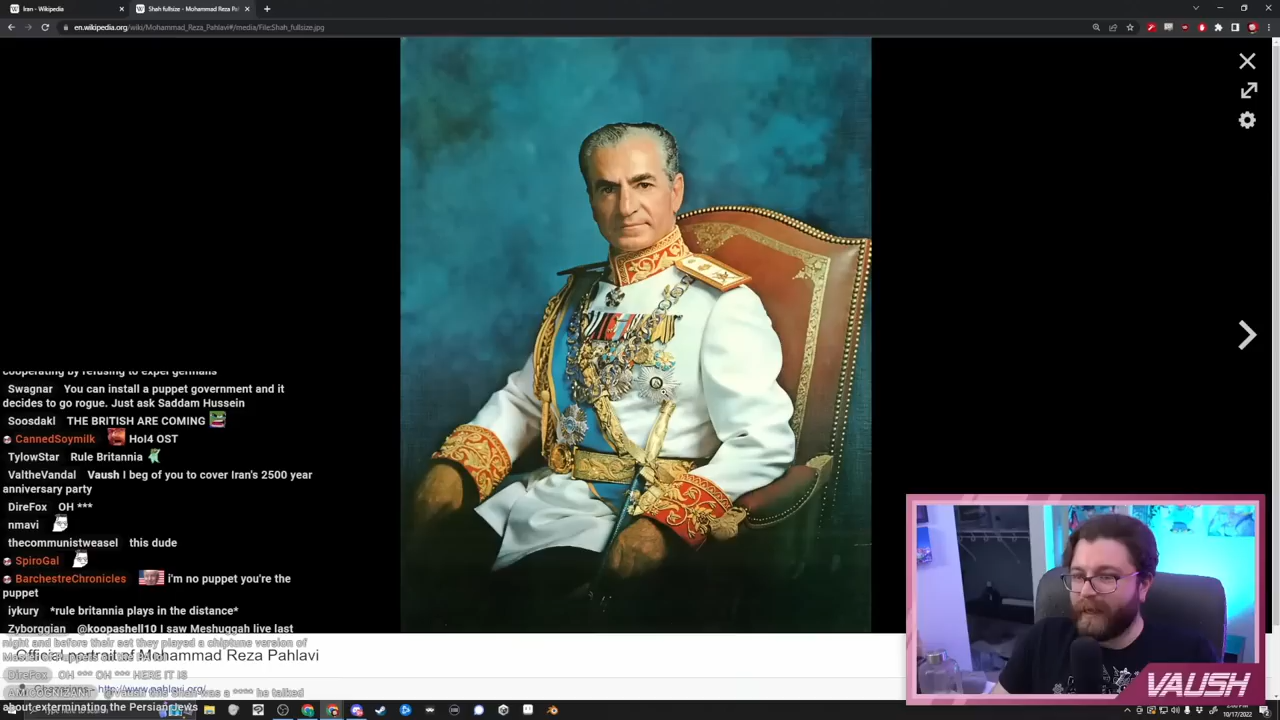 Iran - Wikipedia
Shah fullsize - Mohammad Reza Pa
en.wikipedia.org/wiki/Mohammad_Reza_Pahlavi#/media/File:Shah_fullsize.jpg
cooperating by refusing to expel germans
Swagnar You can install a puppet government and it
decides to go rogue. Just ask Saddam Hussein
Soosdakl THE BRITISH ARE COMING
CannedSoymilk HoI4 OST
TylowStar Rule Britannia
ValtheVandal Vaush I beg of you to cover Iran's 2500 year
anniversary party
DireFox OH ***
nmavi
thecommunistweasel this dude
SpiroGal
BarchestreChronicles i'm no puppet you're the
puppet
iykury *rule britannia plays in the distance*
Zyborggian @koopashell10 I saw Meshuggah live last
night and before their set they played a chiptune version of
Official portrait of Mohammad Reza Pahlavi
DireFox OH *** OH *** HERE IT IS
http://www.pahlavi.org/
was a **** he talked
about exterminating the Persian Jews
VAUSH
10/17/2022